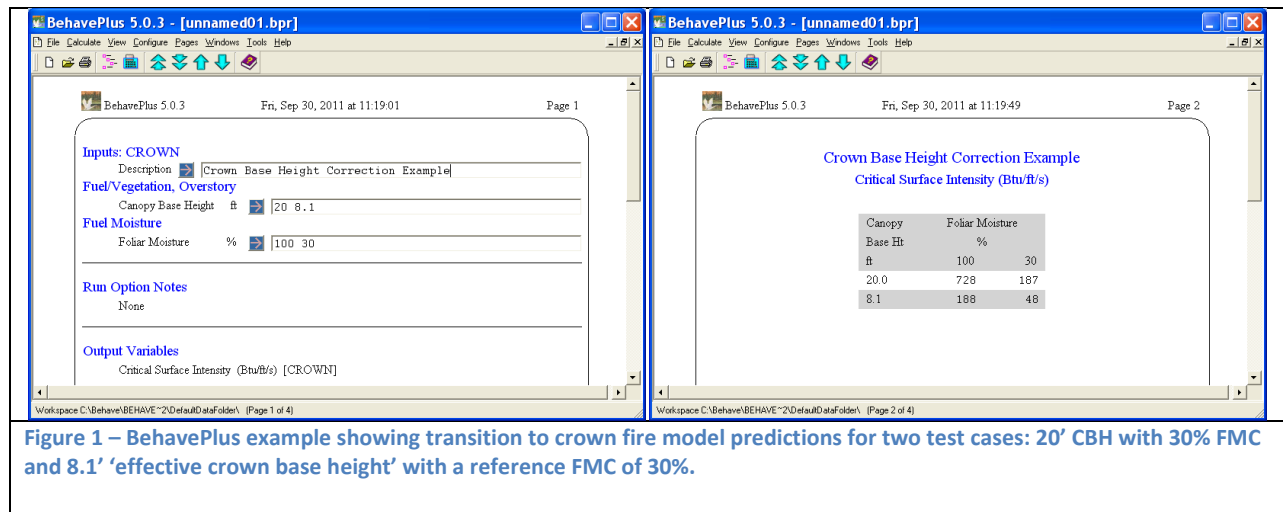 BehavePlus 5.0.3 - [unnamed01.bpr]
File Calculate View Configure Pages Windows Tools Help
BehavePlus 5.0.3 Fri, Sep 30, 2011 at 11:19:01 Page 1
Inputs: CROWN
Description Crown Base Height Correction Example
Fuel/Vegetation, Overstory
Canopy Base Height ft 20 8.1
Fuel Moisture
Foliar Moisture % 100 30
Run Option Notes
None
Output Variables
Critical Surface Intensity (Btu/ft/s) [CROWN]
Workspace C:\Behave\BEHAVE~2\DefaultDataFolder\ (Page 1 of 4)
BehavePlus 5.0.3 - [unnamed01.bpr]
File Calculate View Configure Pages Windows Tools Help
BehavePlus 5.0.3 Fri, Sep 30, 2011 at 11:19:49 Page 2
Crown Base Height Correction Example
Critical Surface Intensity (Btu/ft/s)
Canopy Foliar Moisture
Base Ht %
ft 100 30
20.0 728 187
8.1 188 48
Workspace C:\Behave\BEHAVE~2\DefaultDataFolder\ (Page 2 of 4)
Figure 1 – BehavePlus example showing transition to crown fire model predictions for two test cases: 20’ CBH with 30% FMC
and 8.1’ ‘effective crown base height’ with a reference FMC of 30%.